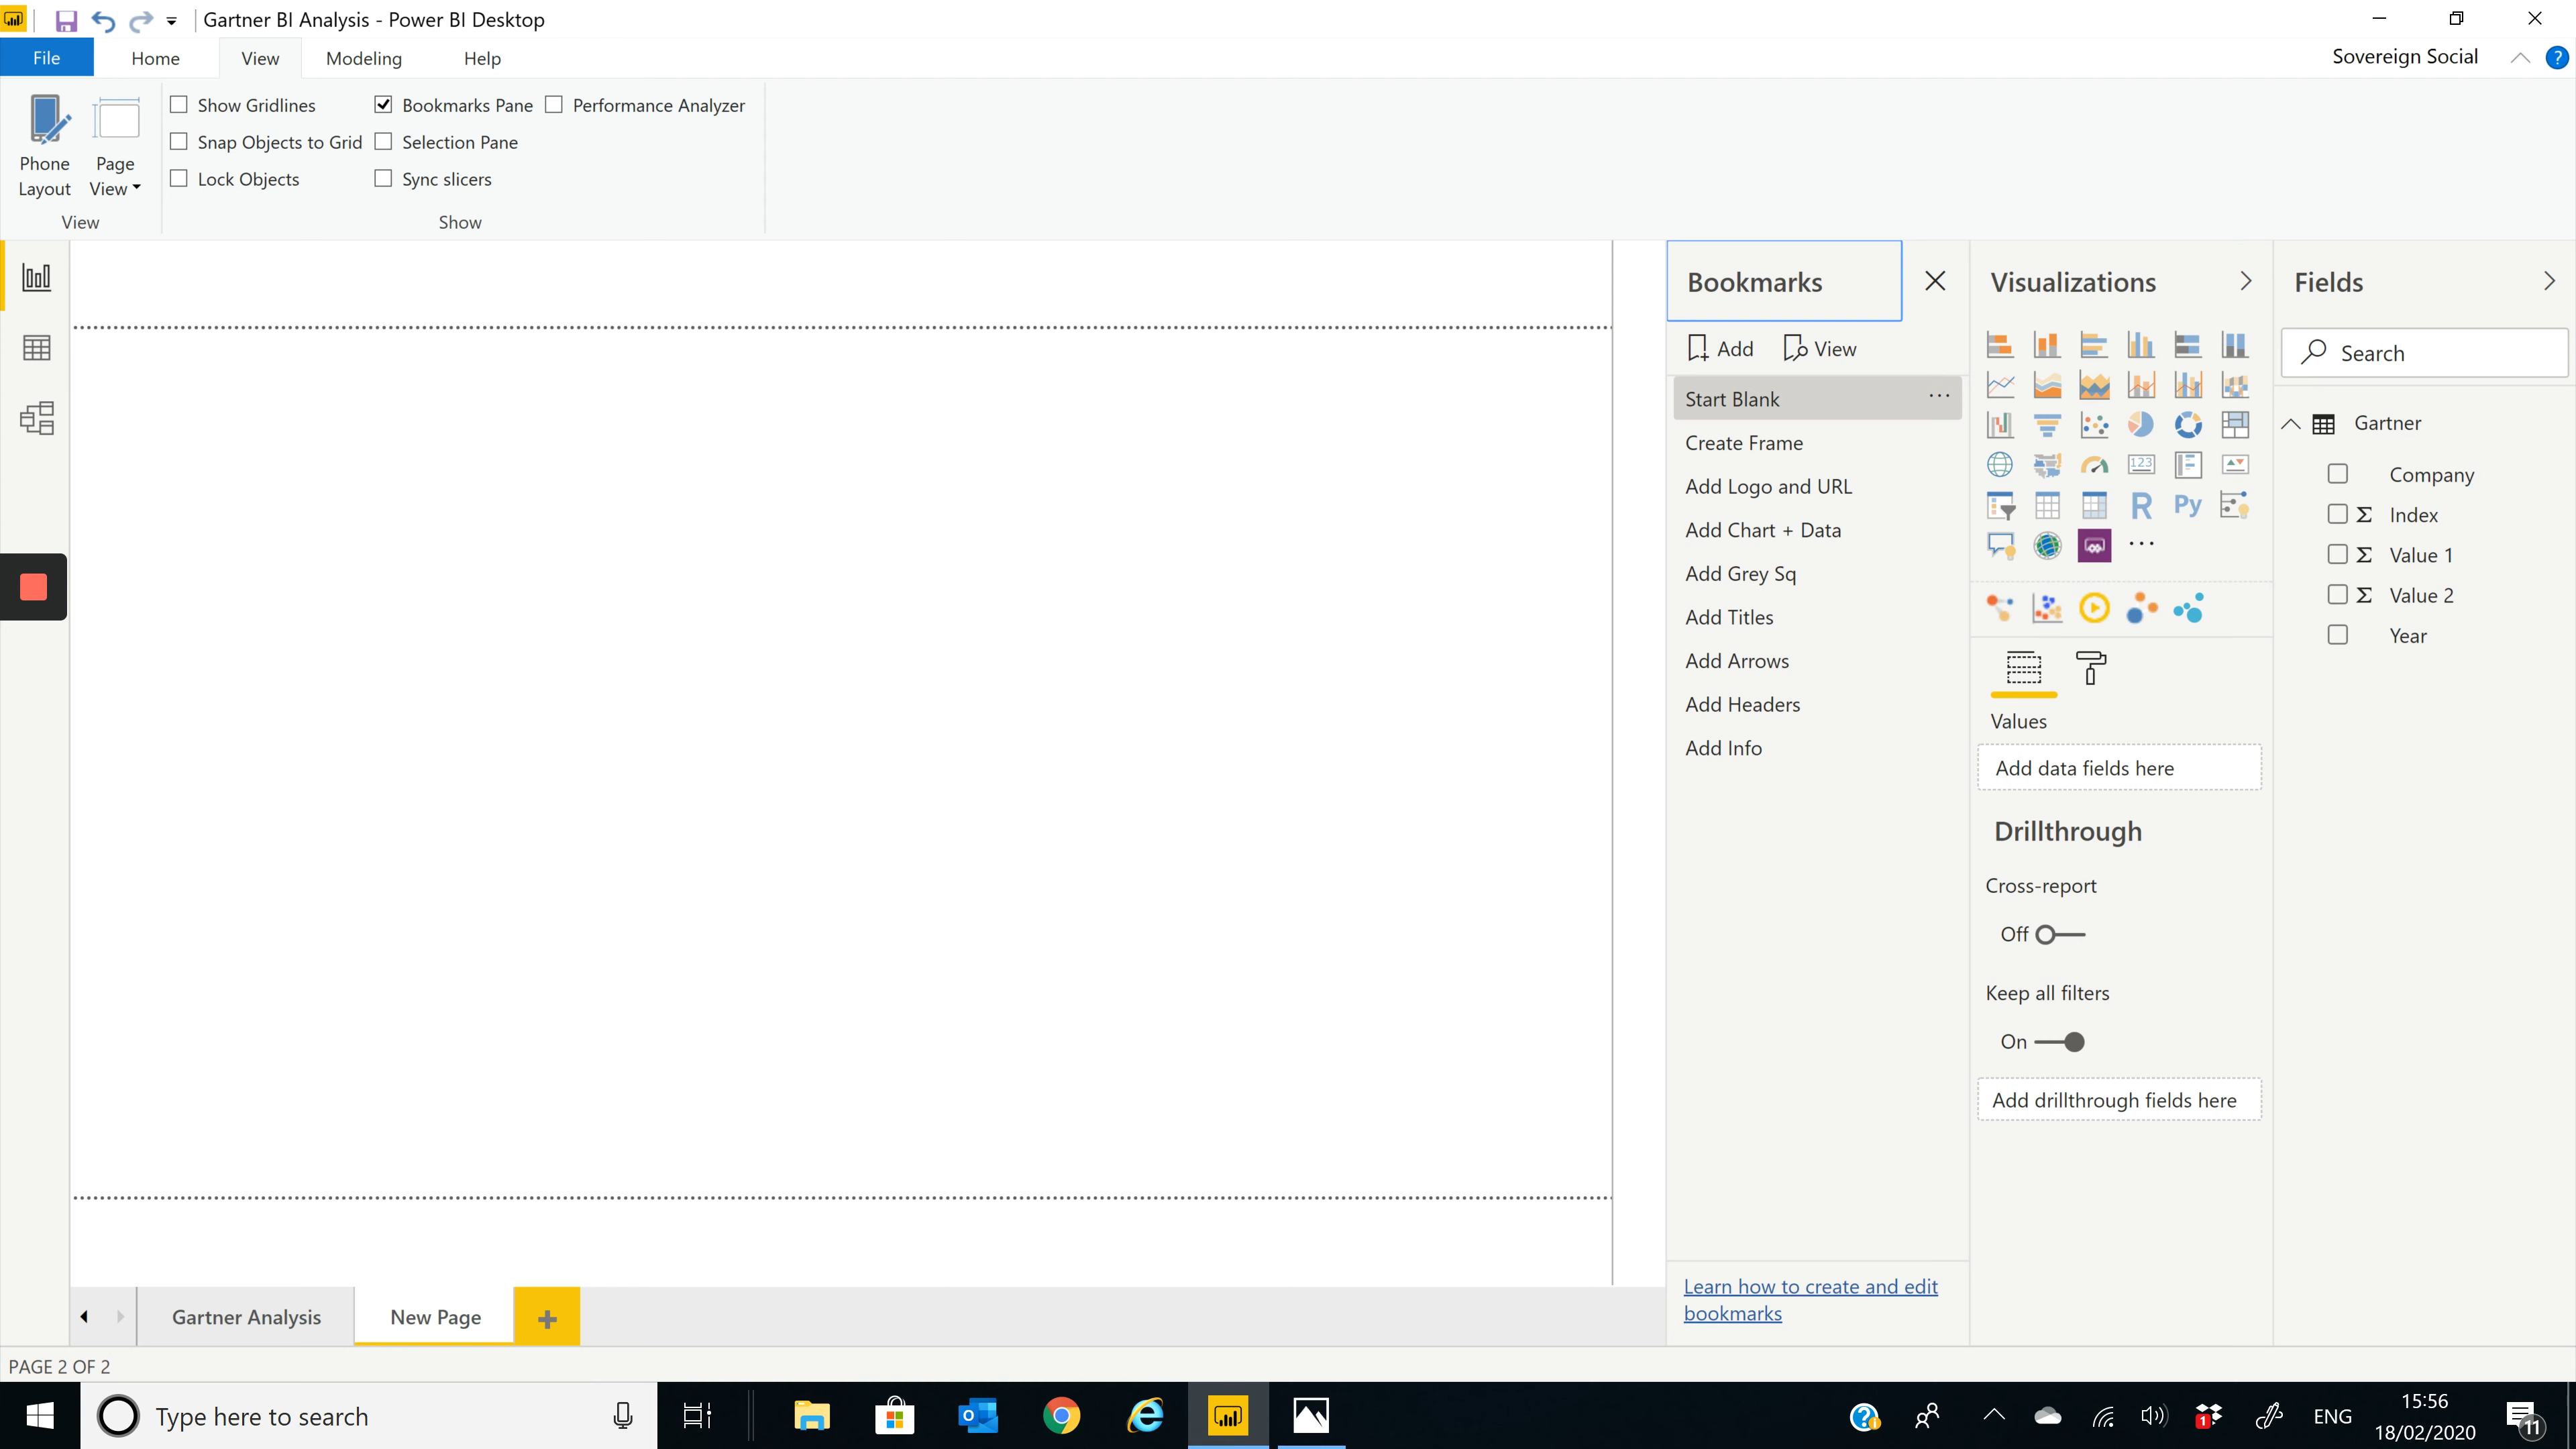 Gartner BI Analysis - Power BI Desktop
File Home View Modeling Help Sovereign Social ?
Show Gridlines Bookmarks Pane Performance Analyzer
Snap Objects to Grid Selection Pane
Lock Objects Sync slicers
Phone Layout
Page View
View
Show
Bookmarks
Add View
Start Blank ...
Create Frame
Add Logo and URL
Add Chart + Data
Add Grey Sq
Add Titles
Add Arrows
Add Headers
Add Info
Learn how to create and edit
bookmarks
Visualizations
123
R Py
...
Values
Add data fields here
Drillthrough
Cross-report
Off
Keep all filters
On
Add drillthrough fields here
Fields
Search
Gartner
Company
Σ Index
Σ Value 1
Σ Value 2
Year
Gartner Analysis New Page +
PAGE 2 OF 2
Type here to search
1
ENG
15:56
18/02/2020
11